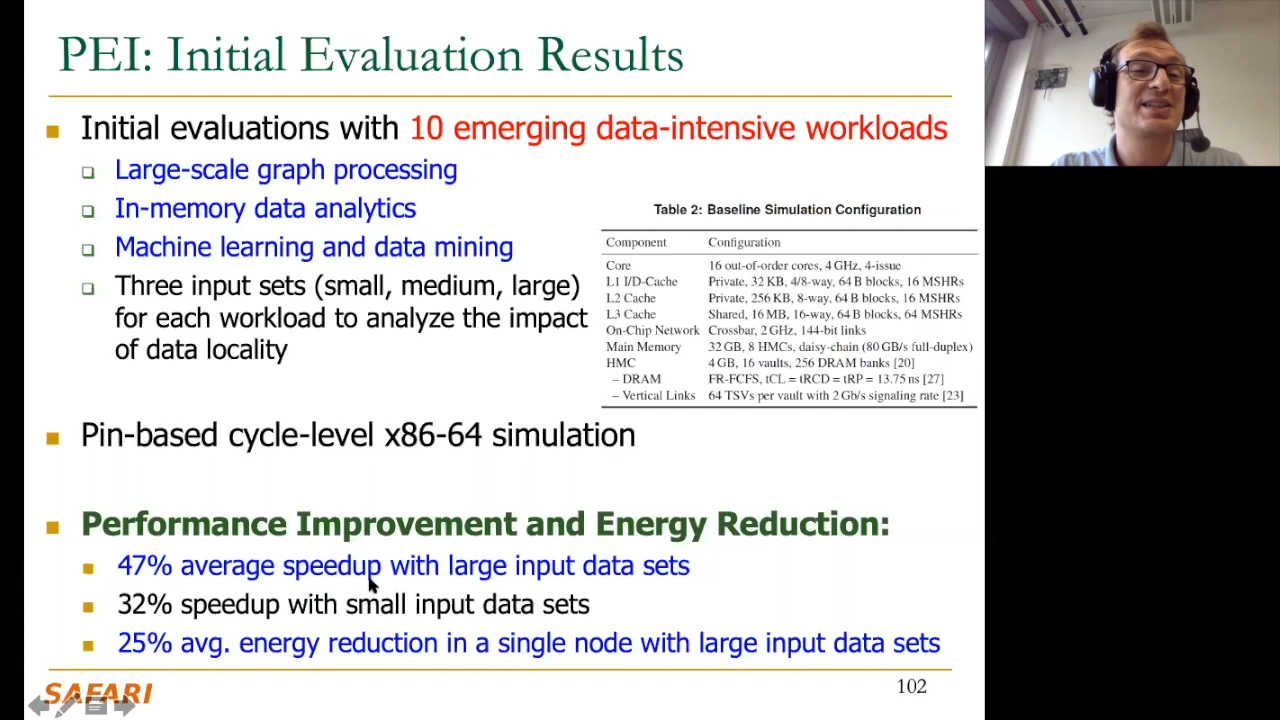 PEI: Initial Evaluation Results
Initial evaluations with 10 emerging data-intensive workloads
Large-scale graph processing
In-memory data analytics
Machine learning and data mining
Three input sets (small, medium, large)
for each workload to analyze the impact
of data locality
Table 2: Baseline Simulation Configuration
Component Configuration
Core 16 out-of-order cores, 4 GHz, 4-issue
L1 I/D-Cache Private, 32 KB, 4/8-way, 64 B blocks, 16 MSHRs
L2 Cache Private, 256 KB, 8-way, 64 B blocks, 16 MSHRs
L3 Cache Shared, 16 MB, 16-way, 64 B blocks, 64 MSHRs
On-Chip Network Crossbar, 2 GHz, 144-bit links
Main Memory 32 GB, 8 HMCs, daisy-chain (80 GB/s full-duplex)
HMC 4 GB, 16 vaults, 256 DRAM banks [20]
– DRAM FR-FCFS, tCL = tRCD = tRP = 13.75 ns [27]
– Vertical Links 64 TSVs per vault with 2 Gb/s signaling rate [23]
Pin-based cycle-level x86-64 simulation
Performance Improvement and Energy Reduction:
47% average speedup with large input data sets
32% speedup with small input data sets
25% avg. energy reduction in a single node with large input data sets
SAFARI
102